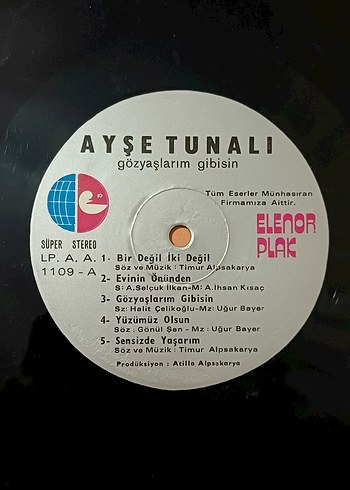 AYŞE TUNALI
gözyaşlarım gibisin
Tüm Eserler Münhasıran
Firmamıza Aittir.
ELENOR
PLAK
SÜPER STEREO
LP. A. A.
1109 - A
1- Bir Değil İki Değil
Söz ve Müzik : Timur Alpsakarya
2- Evinin Önünden
S: A.Selçuk İlkan-M: A.İhsan Kısaç
3- Gözyaşlarım Gibisin
Sz: Halit Çelikoğlu-Mz: Uğur Bayer
4- Yüzümüz Olsun
Söz : Gönül Şen - Mz : Uğur Bayer
5- Sensizde Yaşarım
Söz ve Müzik : Timur Alpsakarya
Prodüksiyon : Atilla Alpsakarya